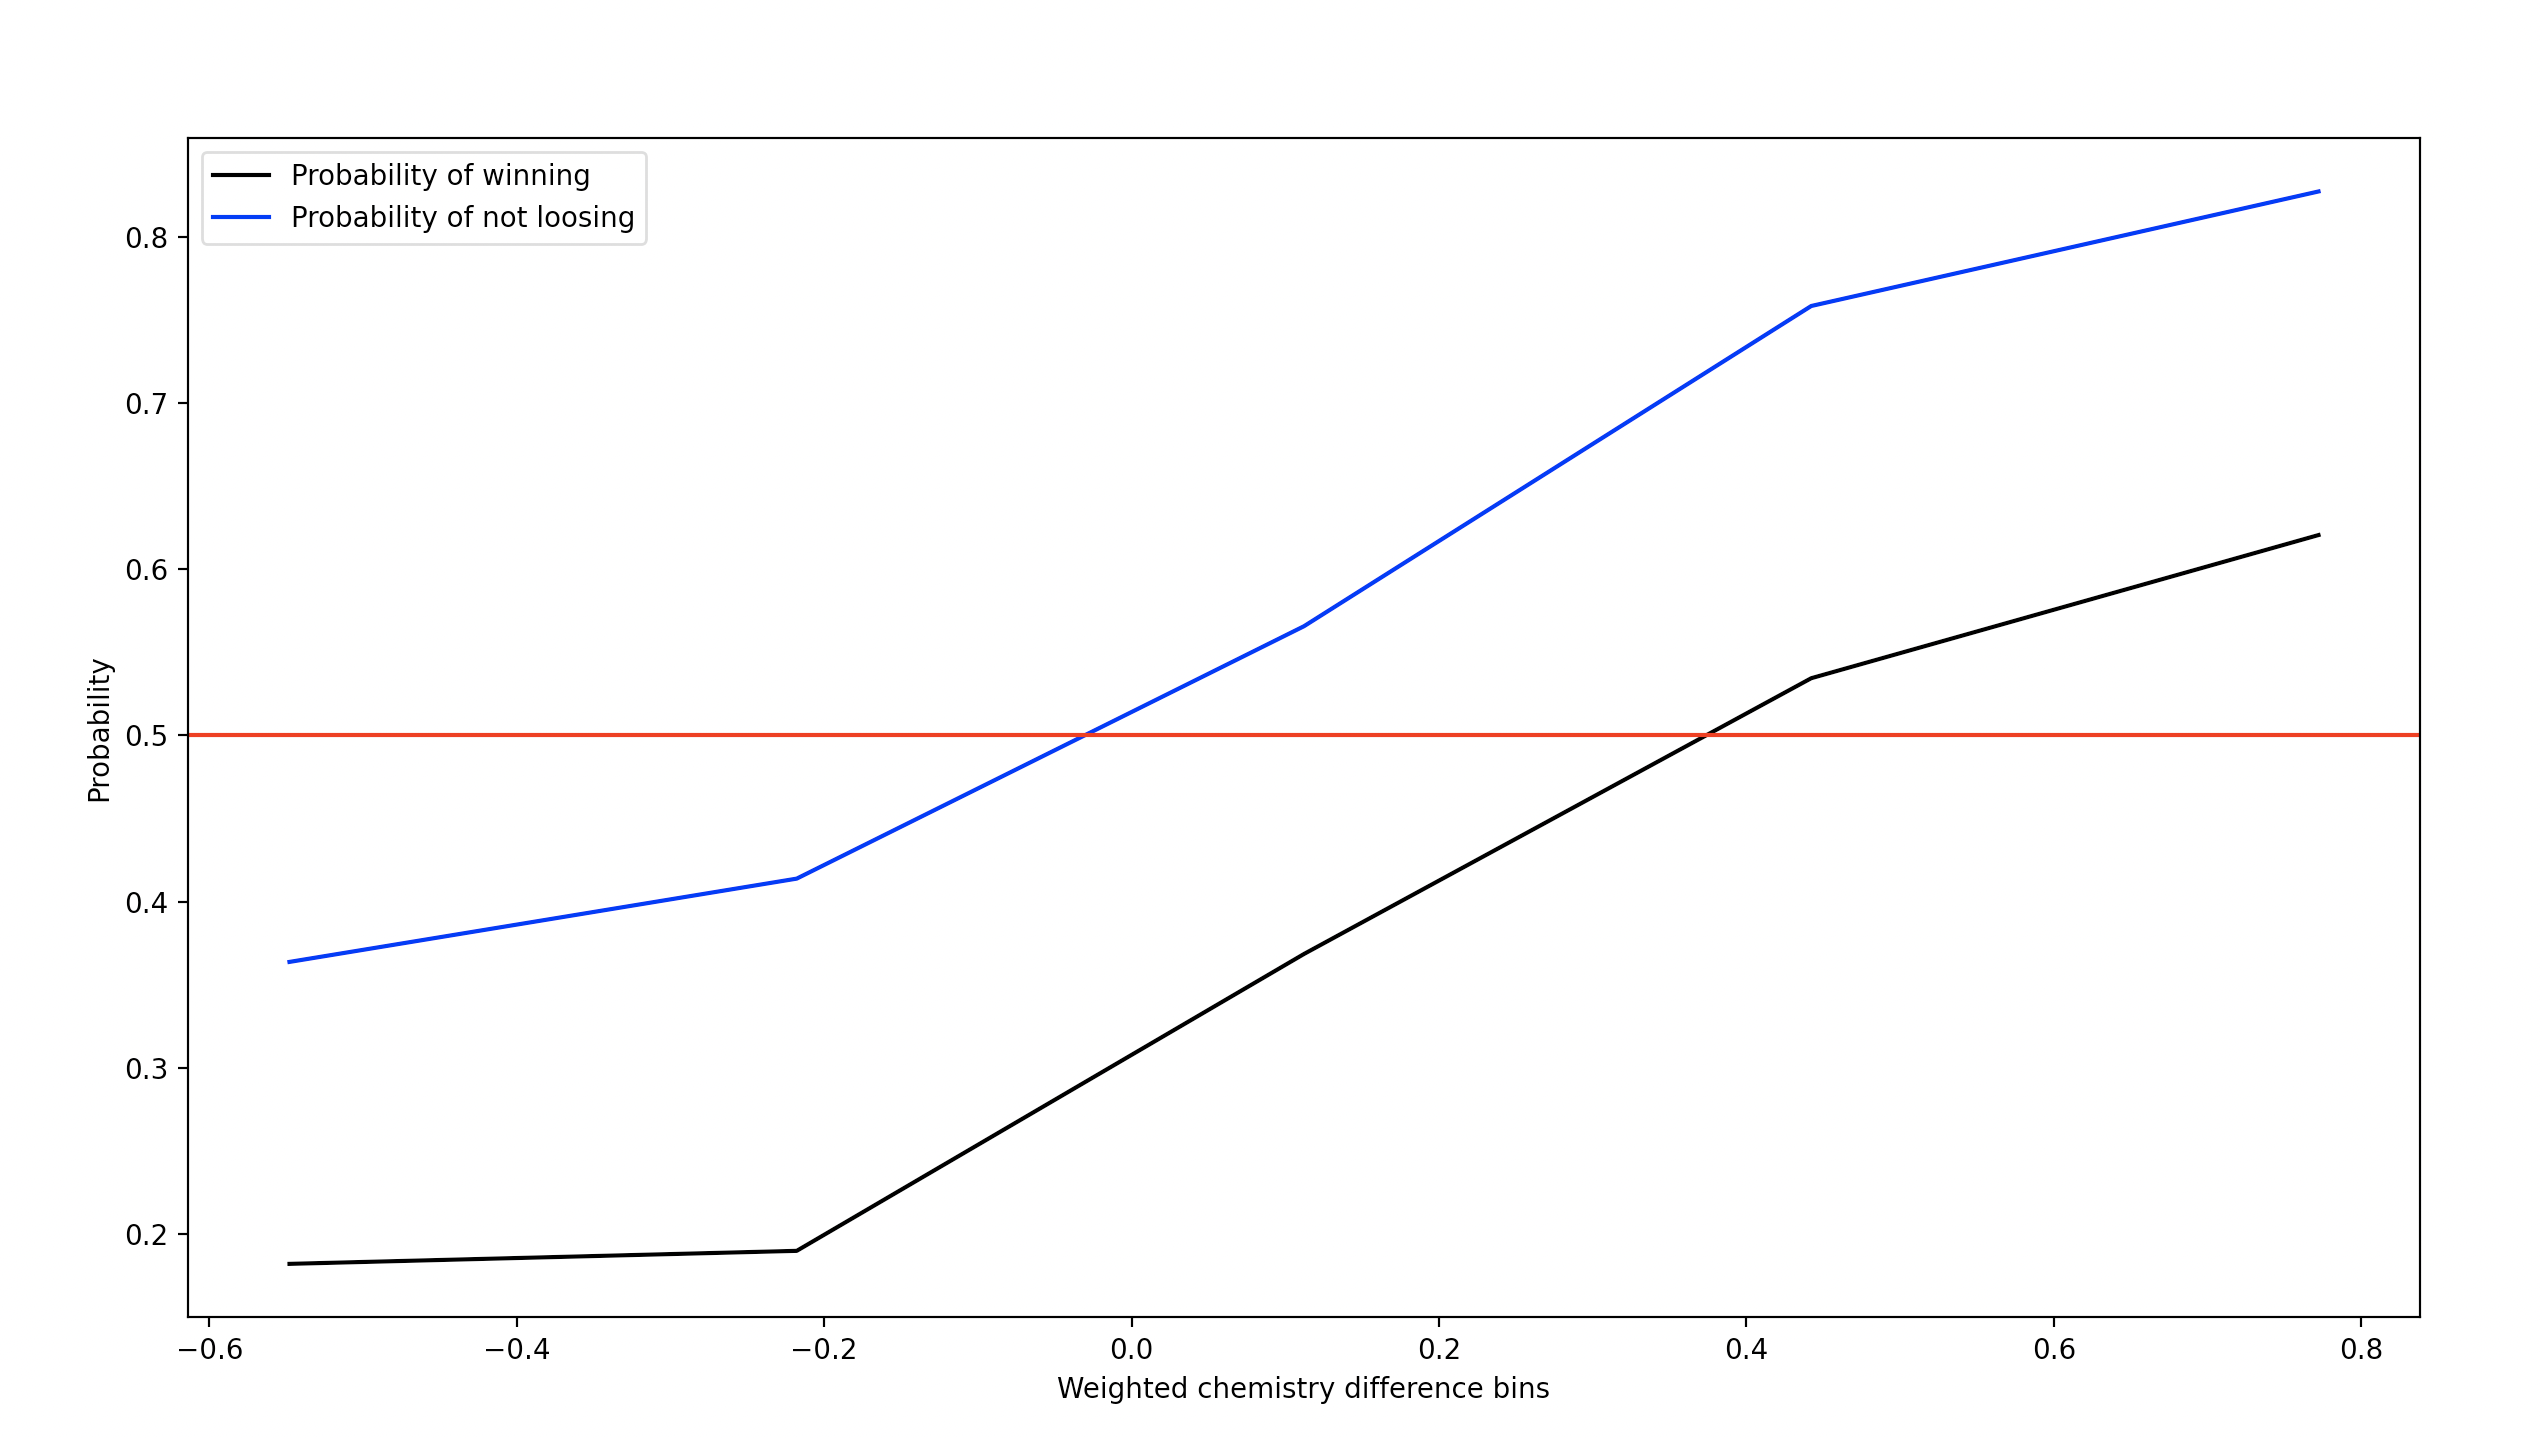 Probability of winning
Probability of not loosing
0.8
0.7
0.6
0.5
0.4
0.3
0.2
Probability
−0.6 −0.4 −0.2 0.0 0.2 0.4 0.6 0.8
Weighted chemistry difference bins